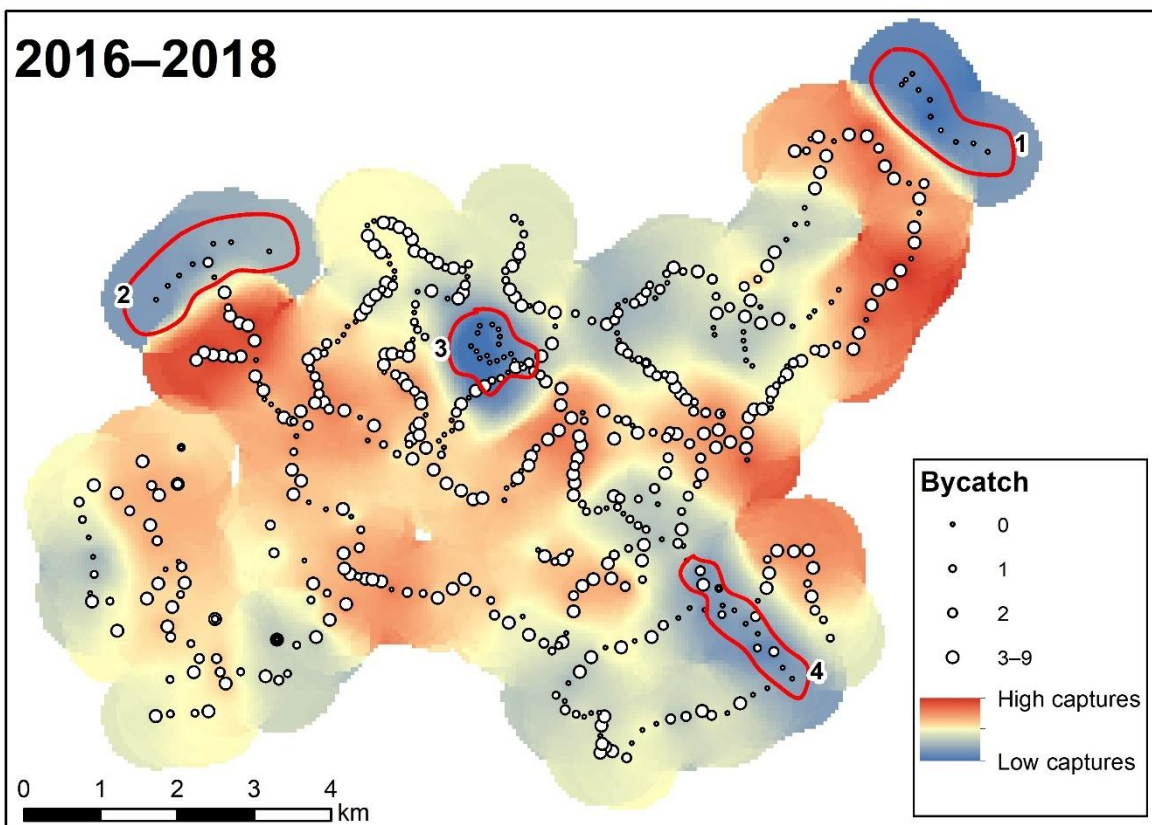 2016–2018
1
2
3
4
Bycatch
0
1
2
3–9
High captures
Low captures
0 1 2 3 4
km